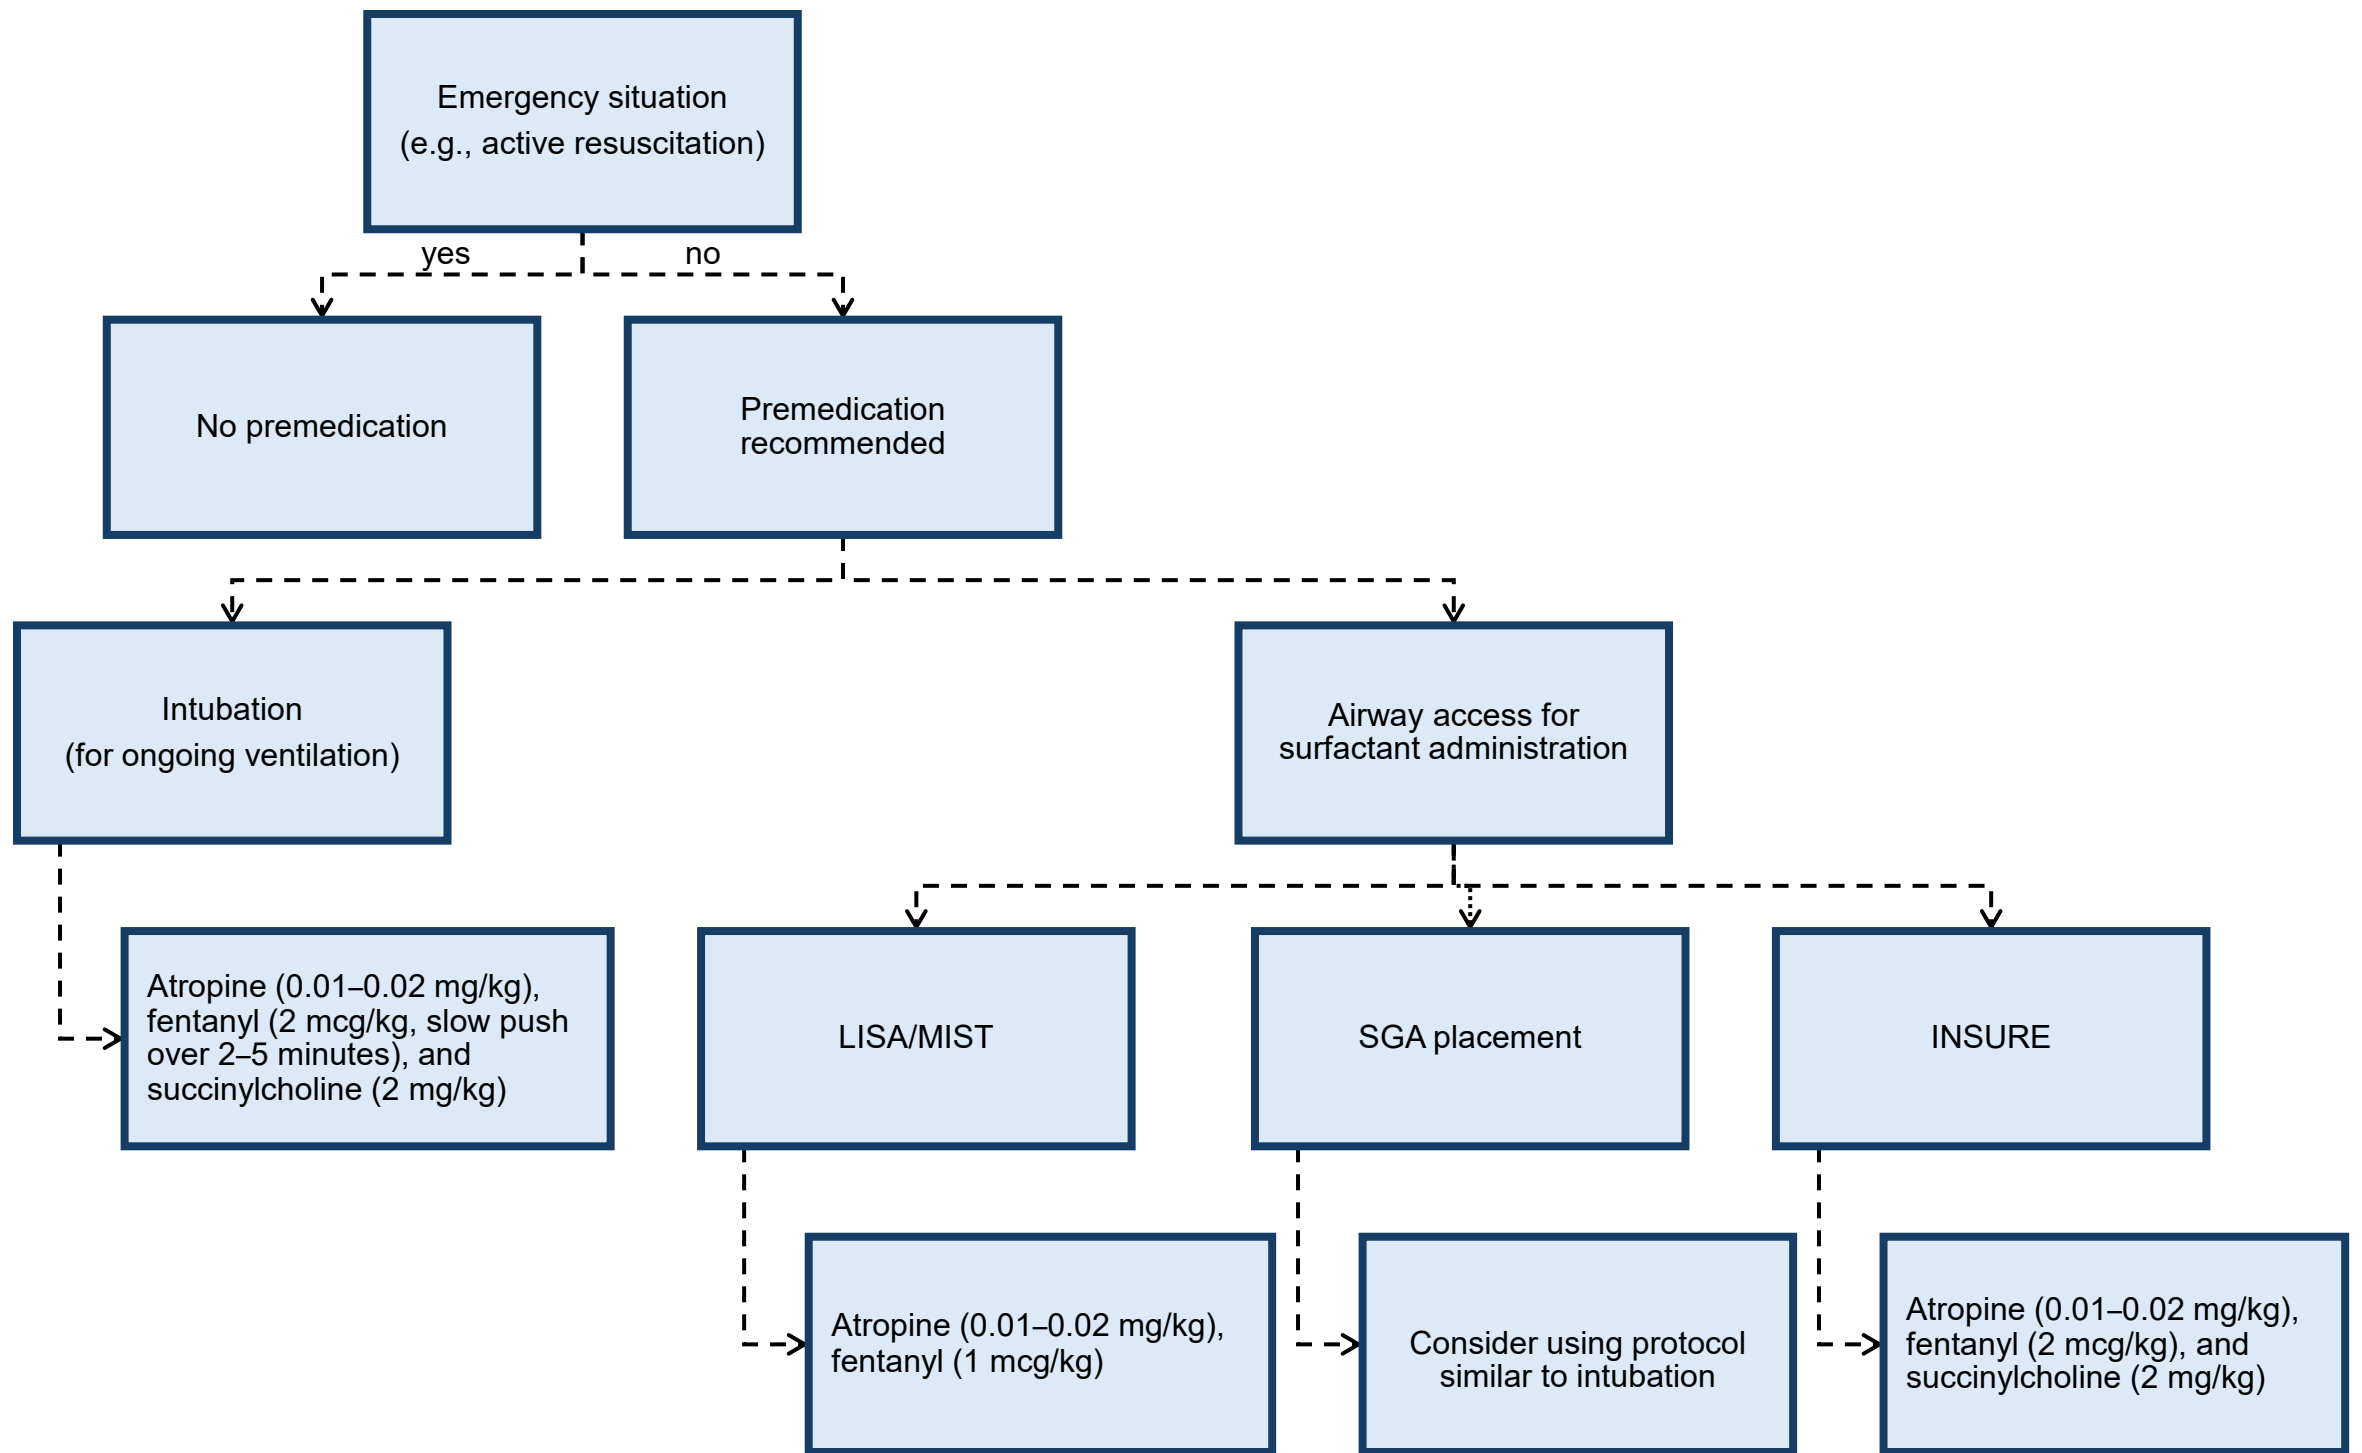 Emergency situation
(e.g., active resuscitation)
yes
no
No premedication
Premedication
recommended
Intubation
(for ongoing ventilation)
Airway access for
surfactant administration
Atropine (0.01–0.02 mg/kg),
fentanyl (2 mcg/kg, slow push
over 2–5 minutes), and
succinylcholine (2 mg/kg)
LISA/MIST
SGA placement
INSURE
Atropine (0.01–0.02 mg/kg),
fentanyl (1 mcg/kg)
Consider using protocol
similar to intubation
Atropine (0.01–0.02 mg/kg),
fentanyl (2 mcg/kg), and
succinylcholine (2 mg/kg)